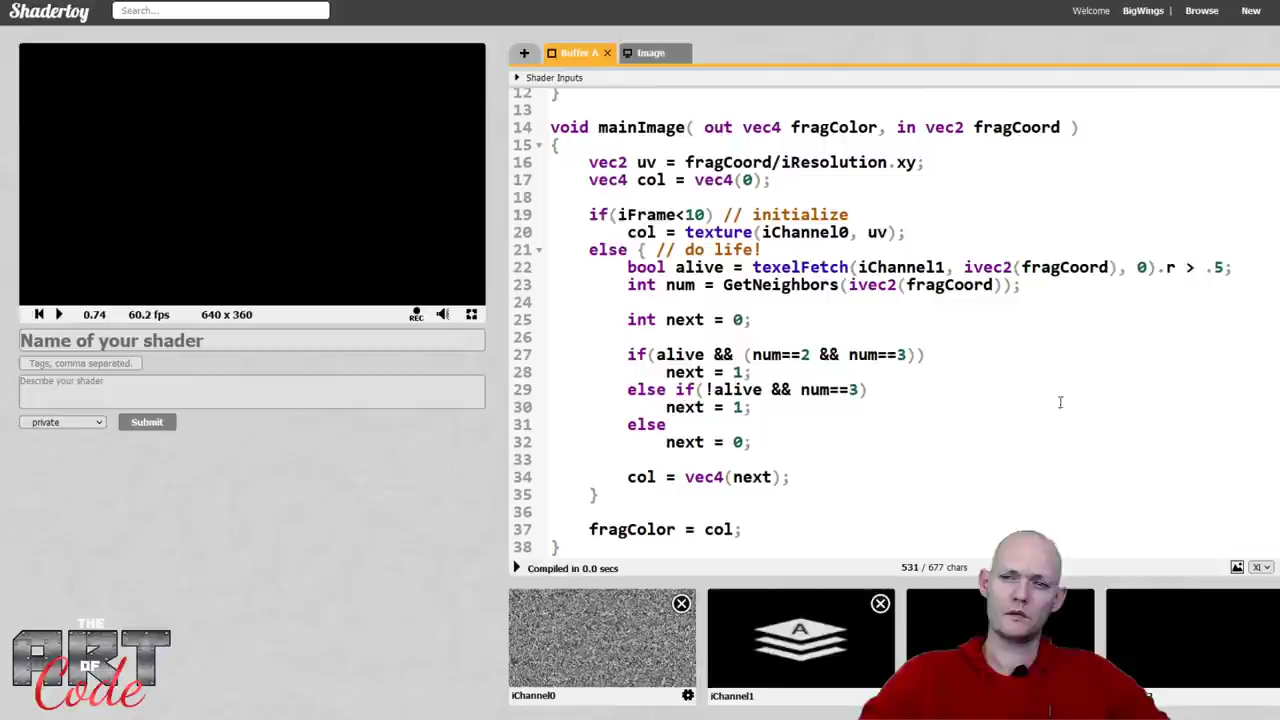 Shadertoy
Search...
Welcome BigWings | Browse New
+ Buffer A × Image
Shader Inputs
12 }
13
14 void mainImage( out vec4 fragColor, in vec2 fragCoord )
15 {
16 vec2 uv = fragCoord/iResolution.xy;
17 vec4 col = vec4(0);
18
19 if(iFrame<10) // initialize
20 col = texture(iChannel0, uv);
21 else { // do life!
22 bool alive = texelFetch(iChannel1, ivec2(fragCoord), 0).r > .5;
23 int num = GetNeighbors(ivec2(fragCoord));
24
25 int next = 0;
26
27 if(alive && (num==2 && num==3))
28 next = 1;
29 else if(!alive && num==3)
30 next = 1;
31 else
32 next = 0;
33
34 col = vec4(next);
35 }
36
37 fragColor = col;
38 }
0.74 60.2 fps 640 x 360 REC
Name of your shader
Tags, comma separated.
Describe your shader
private Submit
Compiled in 0.0 secs 531 / 677 chars
A
iChannel0 iChannel1
THE
ART
OF
Code